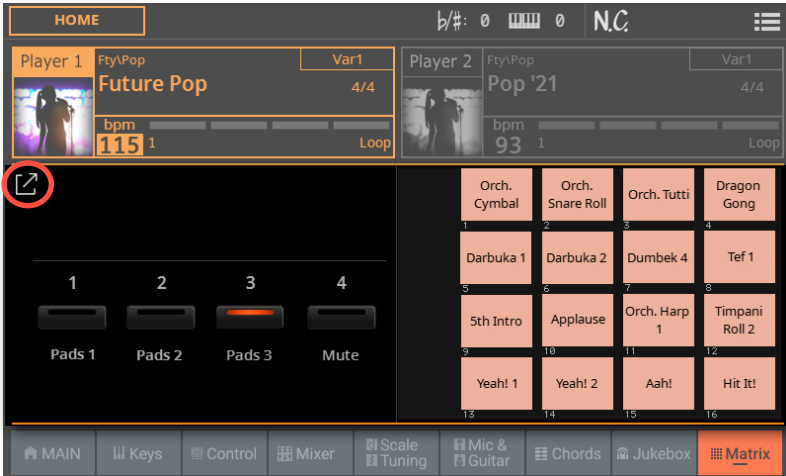 HOME
b/#: 0 0 N.C.
Player 1 Fty\Pop Var1
Future Pop 4/4
bpm
115 1 Loop
Player 2 Fty\Pop Var1
Pop '21 4/4
bpm
93 1 Loop
1 2 3 4
Pads 1 Pads 2 Pads 3 Mute
Orch. Cymbal
1
Orch. Snare Roll
2
Orch. Tutti
3
Dragon Gong
4
Darbuka 1
5
Darbuka 2
6
Dumbek 4
7
Tef 1
8
5th Intro
9
Applause
10
Orch. Harp 1
11
Timpani Roll 2
12
Yeah! 1
13
Yeah! 2
14
Aah!
15
Hit It!
16
MAIN
Keys
Control
Mixer
Scale
Tuning
Mic &
Guitar
Chords
Jukebox
Matrix